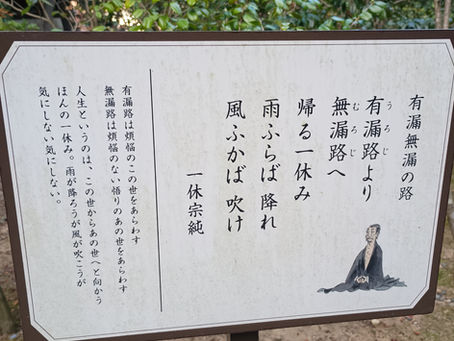 有漏無漏の路
有漏路より
うろじ
無漏路へ
むろじ
帰る一休み
雨ふらば 降れ
風ふかば 吹け
一休宗純
有漏路は煩悩のこの世をあらわす
無漏路は煩悩のない悟りのあの世をあらわす
人生というのは、この世からあの世へと向かう
ほんの一休み。雨が降ろうが風が吹こうが
気にしない気にしない。